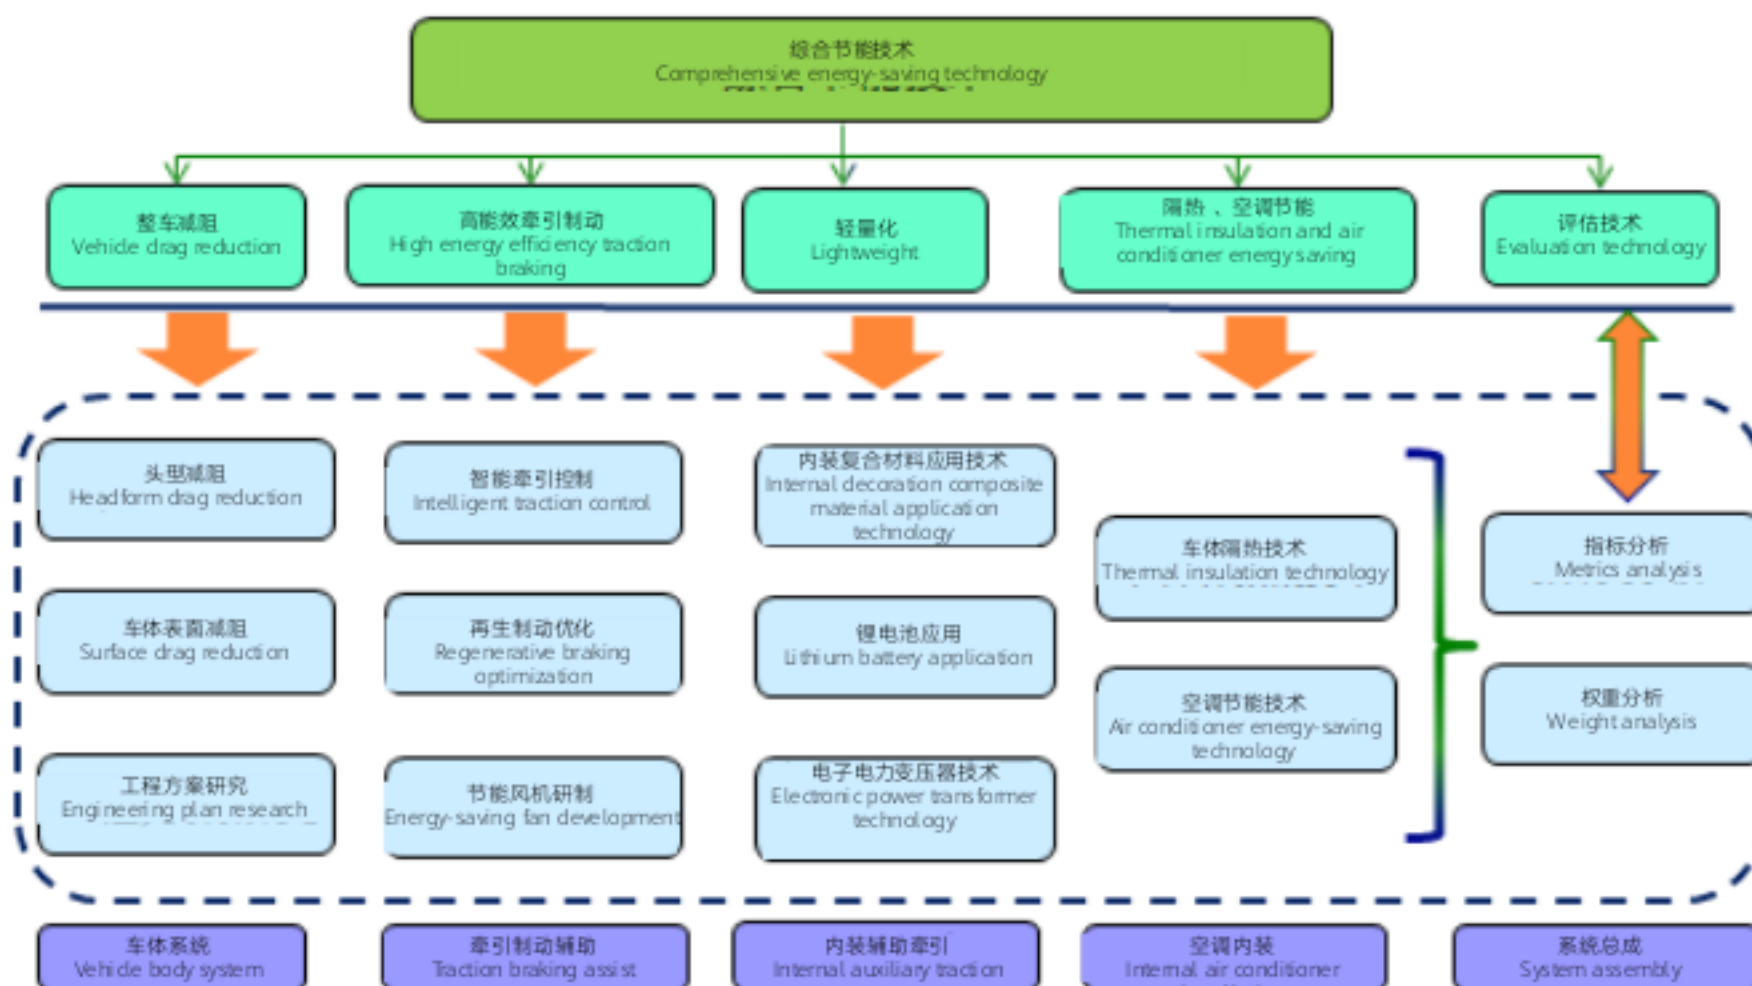 综合节能技术
Comprehensive energy-saving technology
整车减阻
Vehicle drag reduction
高能效牵引制动
High energy efficiency traction
braking
轻量化
Lightweight
隔热 、空调节能
Thermal insulation and air
conditioner energy saving
评估技术
Evaluation technology
头型减阻
Headform drag reduction
智能牵引控制
Intelligent traction control
内装复合材料应用技术
Internal decoration composite
material application
technology
车体隔热技术
Thermal insulation technology
指标分析
Metrics analysis
车体表面减阻
Surface drag reduction
再生制动优化
Regenerative braking
optimization
锂电池应用
Lithium battery application
空调节能技术
Air conditioner energy-saving
technology
权重分析
Weight analysis
工程方案研究
Engineering plan research
节能风机研制
Energy-saving fan development
电子电力变压器技术
Electronic power transformer
technology
车体系统
Vehicle body system
牵引制动辅助
Traction braking assist
内装辅助牵引
Internal auxiliary traction
空调内装
Internal air conditioner
系统总成
System assembly